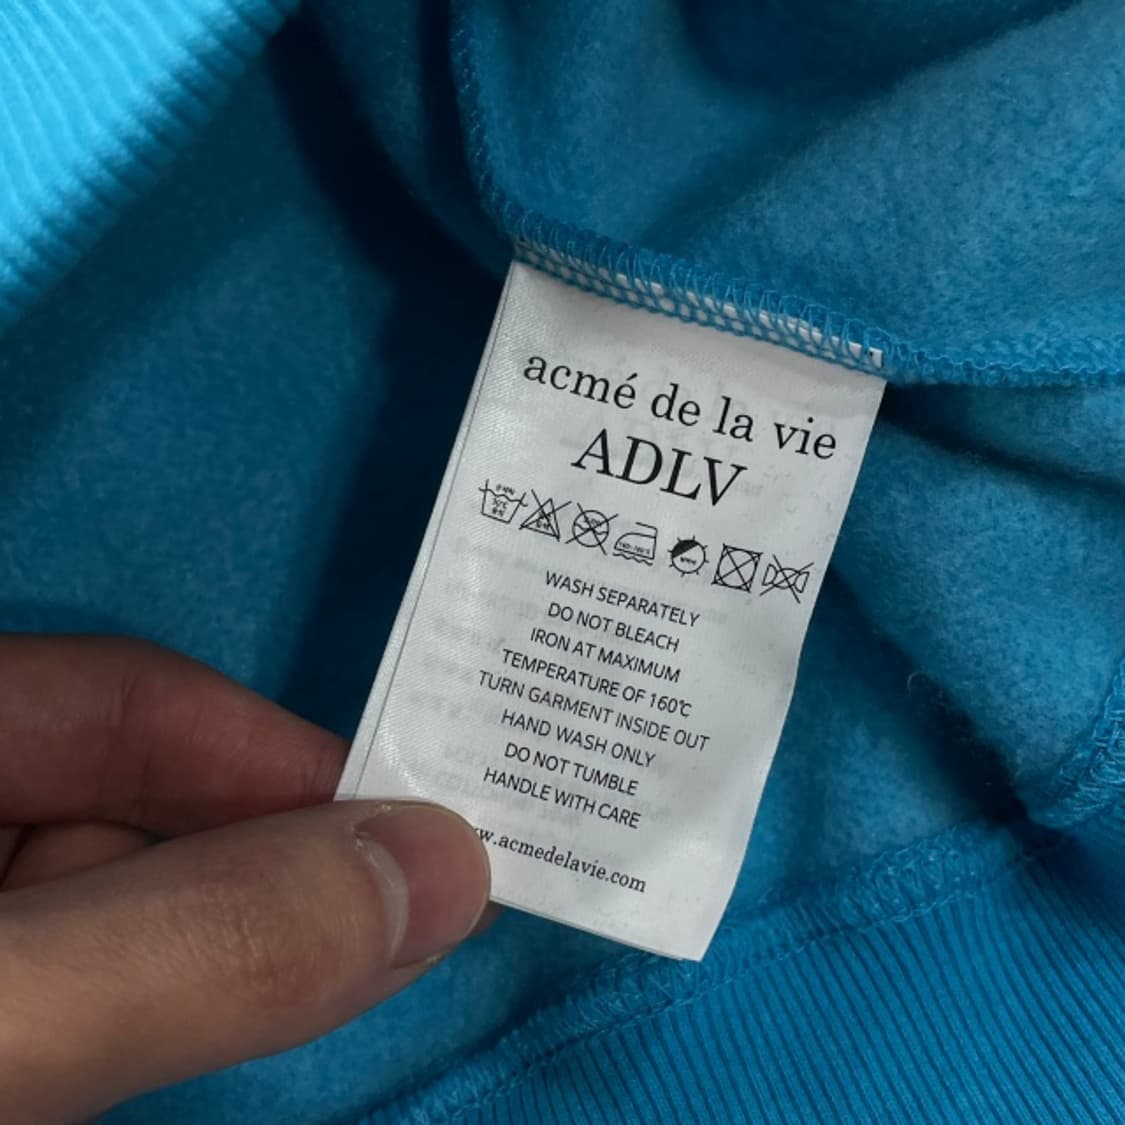 acmé de la vie
ADLV
WASH SEPARATELY
DO NOT BLEACH
IRON AT MAXIMUM
TEMPERATURE OF 160℃
TURN GARMENT INSIDE OUT
HAND WASH ONLY
DO NOT TUMBLE
HANDLE WITH CARE
w.acmedelavie.com